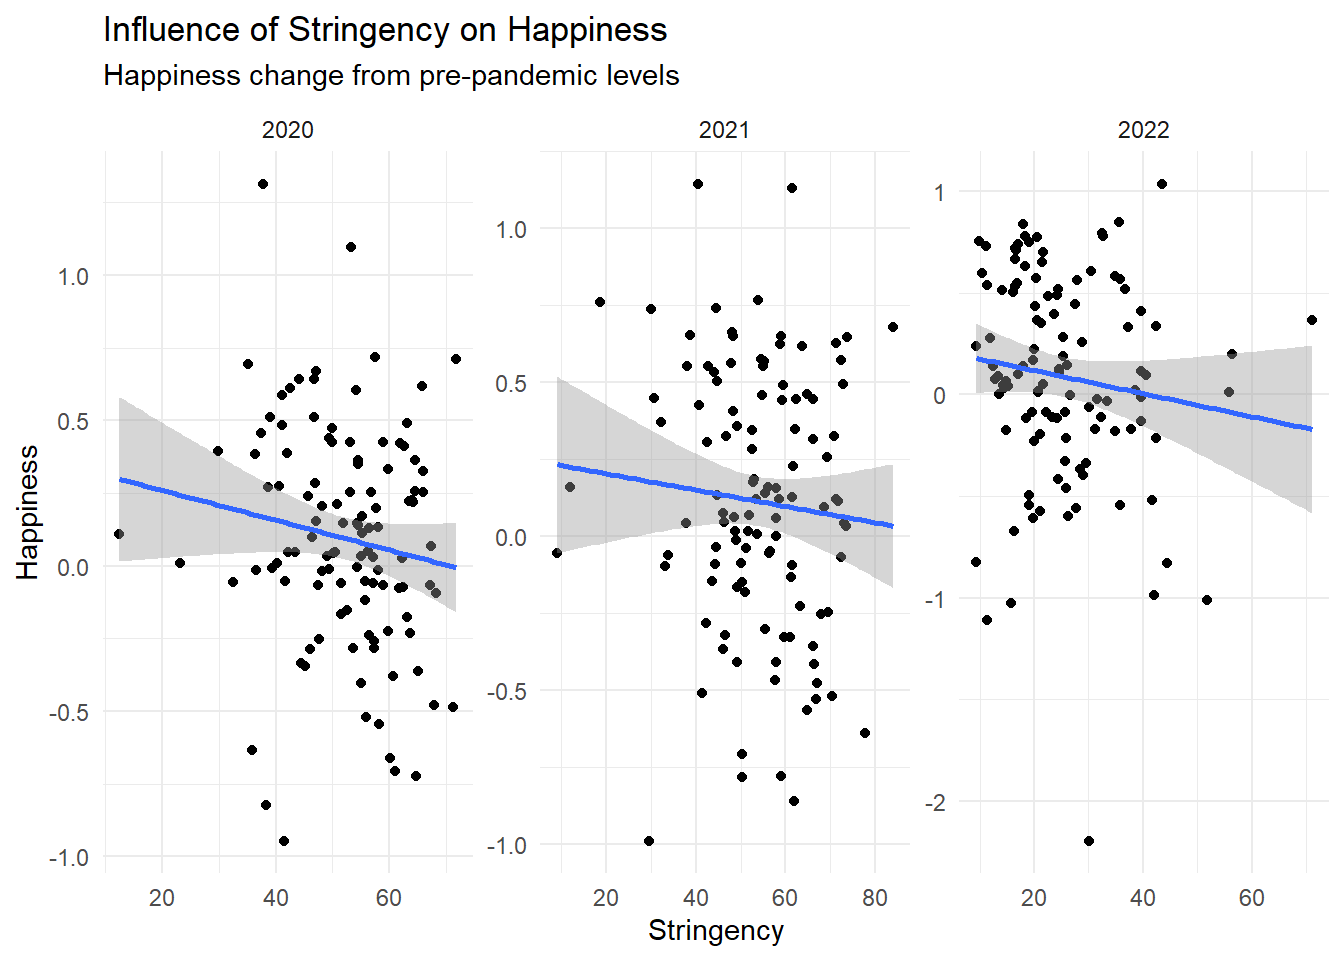 Influence of Stringency on Happiness
Happiness change from pre-pandemic levels
2020
2021
2022
Happiness
1.0
0.5
0.0
-0.5
-1.0
1.0
0.5
0.0
-0.5
-1.0
1
0
-1
-2
20 40 60
20 40 60 80
20 40 60
Stringency